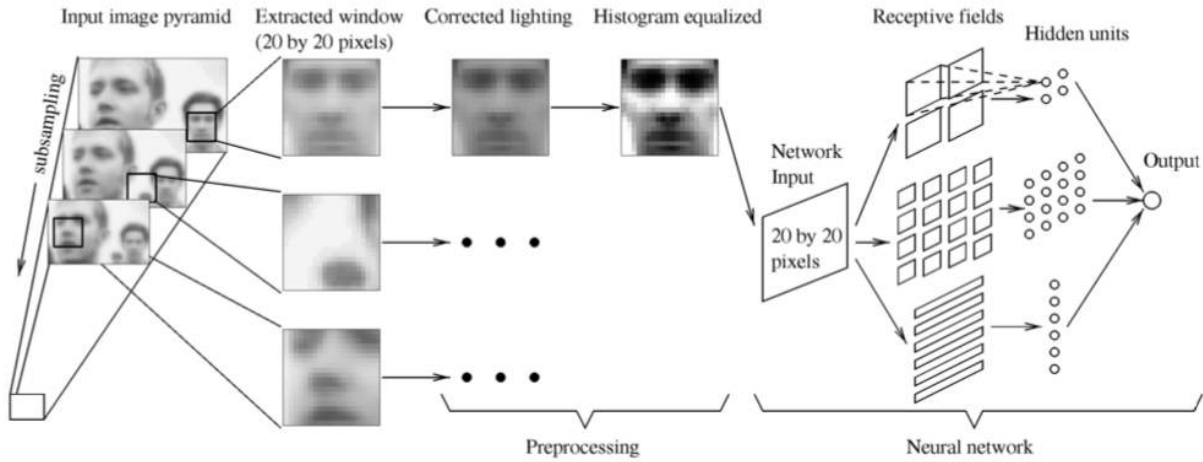 Input image pyramid
Extracted window
(20 by 20 pixels)
Corrected lighting
Histogram equalized
Receptive fields
Hidden units
subsampling
Network
Input
20 by 20
pixels
Output
Preprocessing
Neural network